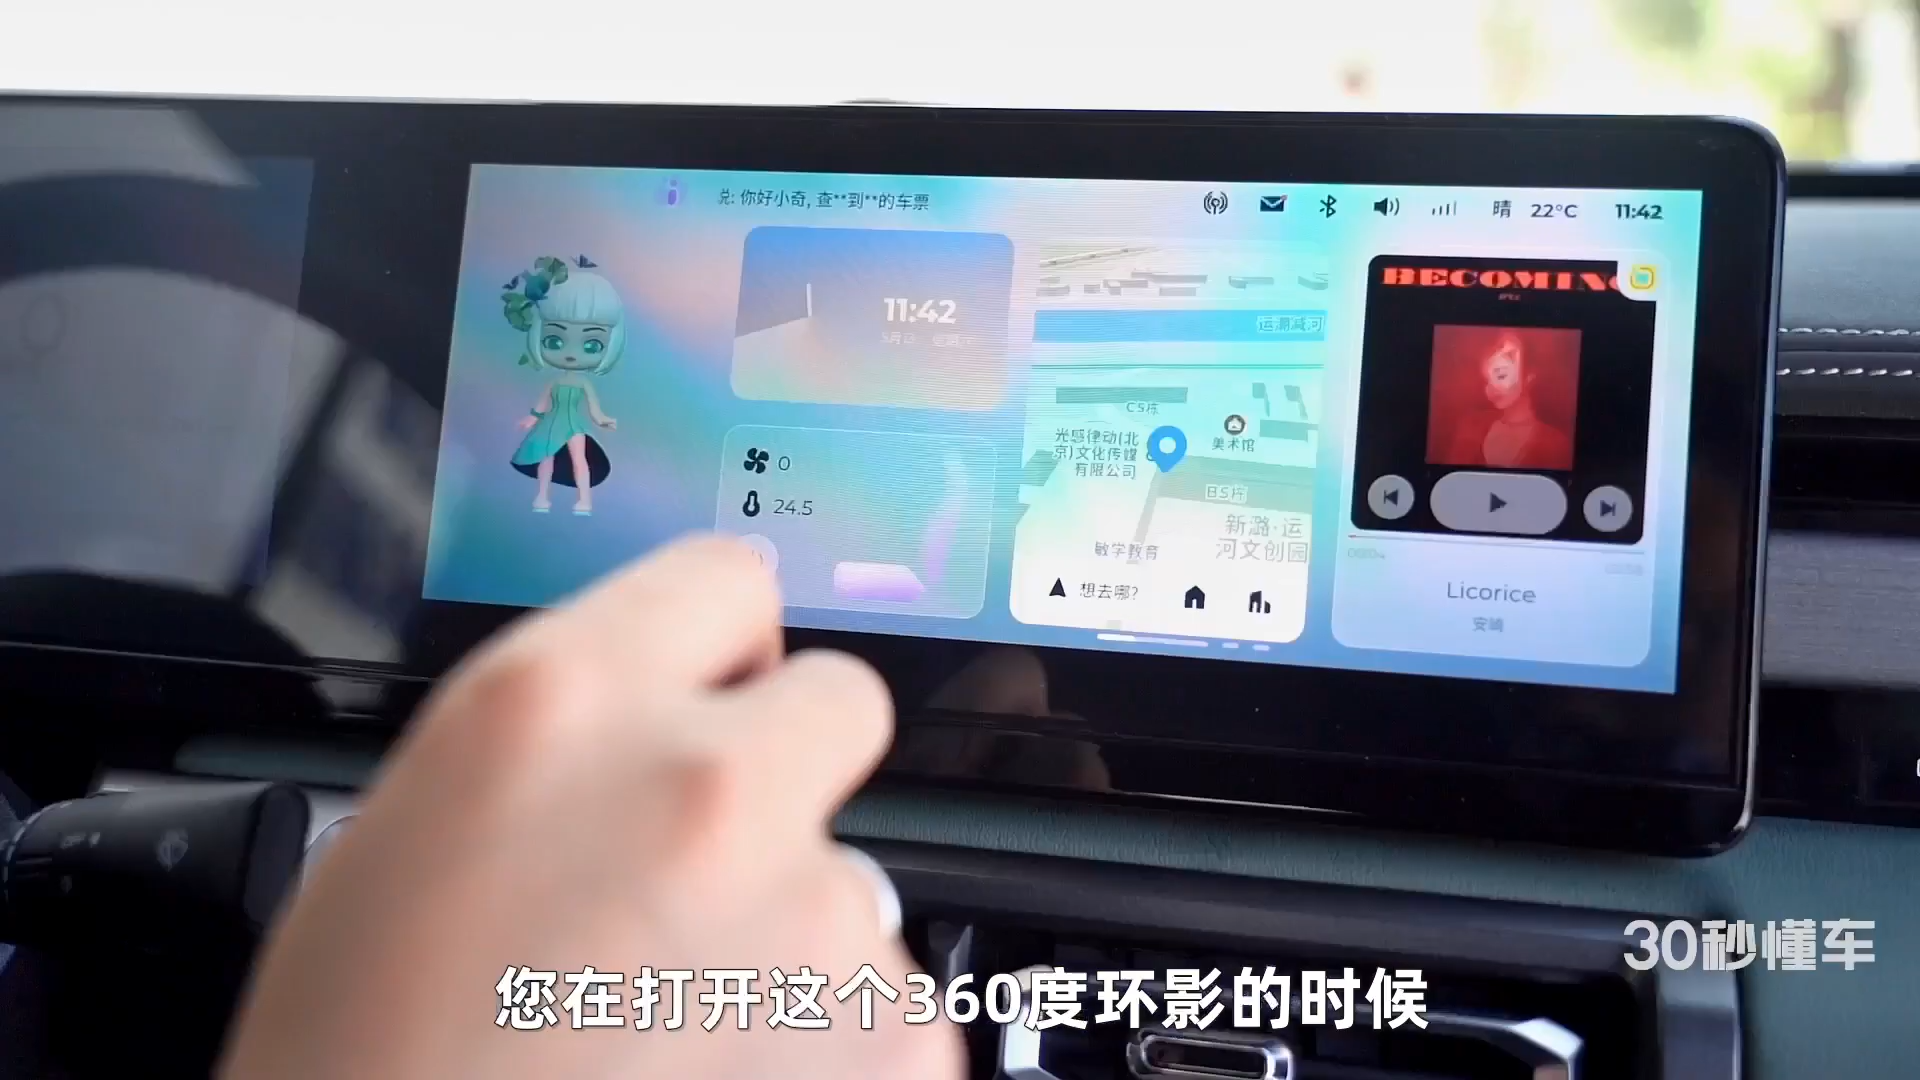 兑: 你好小奇, 查**到**的车票
晴 22°C 11:42
11:42
BECOMING
运潮减河
0
24.5
C5栋
光感律动(北
京)文化传媒
有限公司
美术馆
B5栋
新潞·运
河文创园
敏学教育
想去哪?
Licorice
安崎
30秒懂车
您在打开这个360度环影的时候